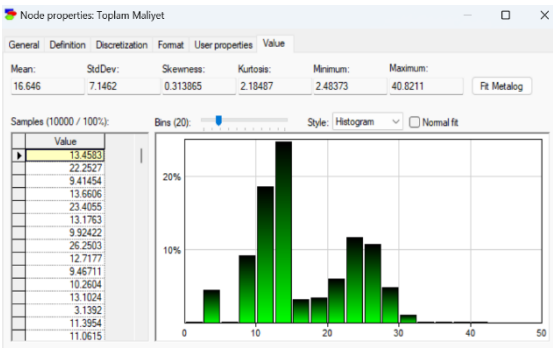 Node properties: Toplam Maliyet
General Definition Discretization Format User properties Value
Mean: StdDev: Skewness: Kurtosis: Minimum: Maximum:
16.646 7.1462 0.313865 2.18487 2.48373 40.8211 Fit Metalog
Samples (10000 / 100%): Bins (20): Style: Histogram Normal fit
Value
13.4583
22.2527
9.41454
13.6606
23.4055
13.1763
9.92422
26.2503
12.7177
9.46711
10.2604
13.1024
3.1392
11.3954
11.0615
20%
10%
0 10 20 30 40 50